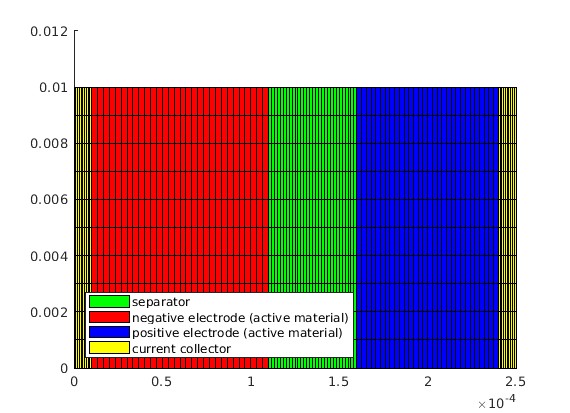 0.012
0.01
0.008
0.006
0.004
0.002
0
separator
negative electrode (active material)
positive electrode (active material)
current collector
0 0.5 1 1.5 2 2.5
×10-4